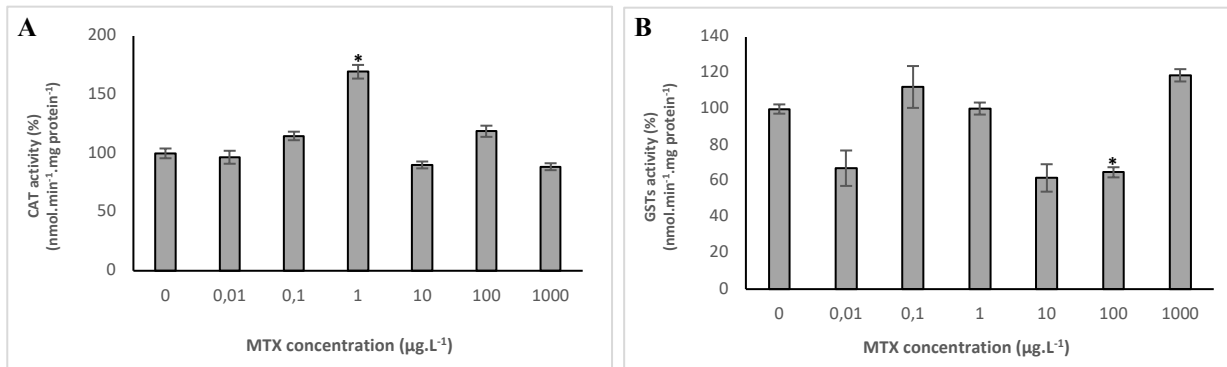 A
CAT activity (%)
(nmol.min⁻¹.mg protein⁻¹)
200
150
100
50
0
*
0 0,01 0,1 1 10 100 1000
MTX concentration (µg.L⁻¹)
B
GSTs activity (%)
(nmol.min⁻¹.mg protein⁻¹)
140
120
100
80
60
40
20
0
*
0 0,01 0,1 1 10 100 1000
MTX concentration (µg.L⁻¹)